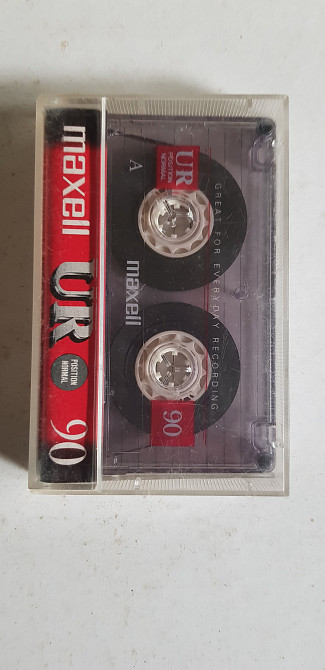 maxell UR POSITION NORMAL 90
UR
POSITION
NORMAL
A
GREAT FOR EVERYDAY RECORDING
maxell
90